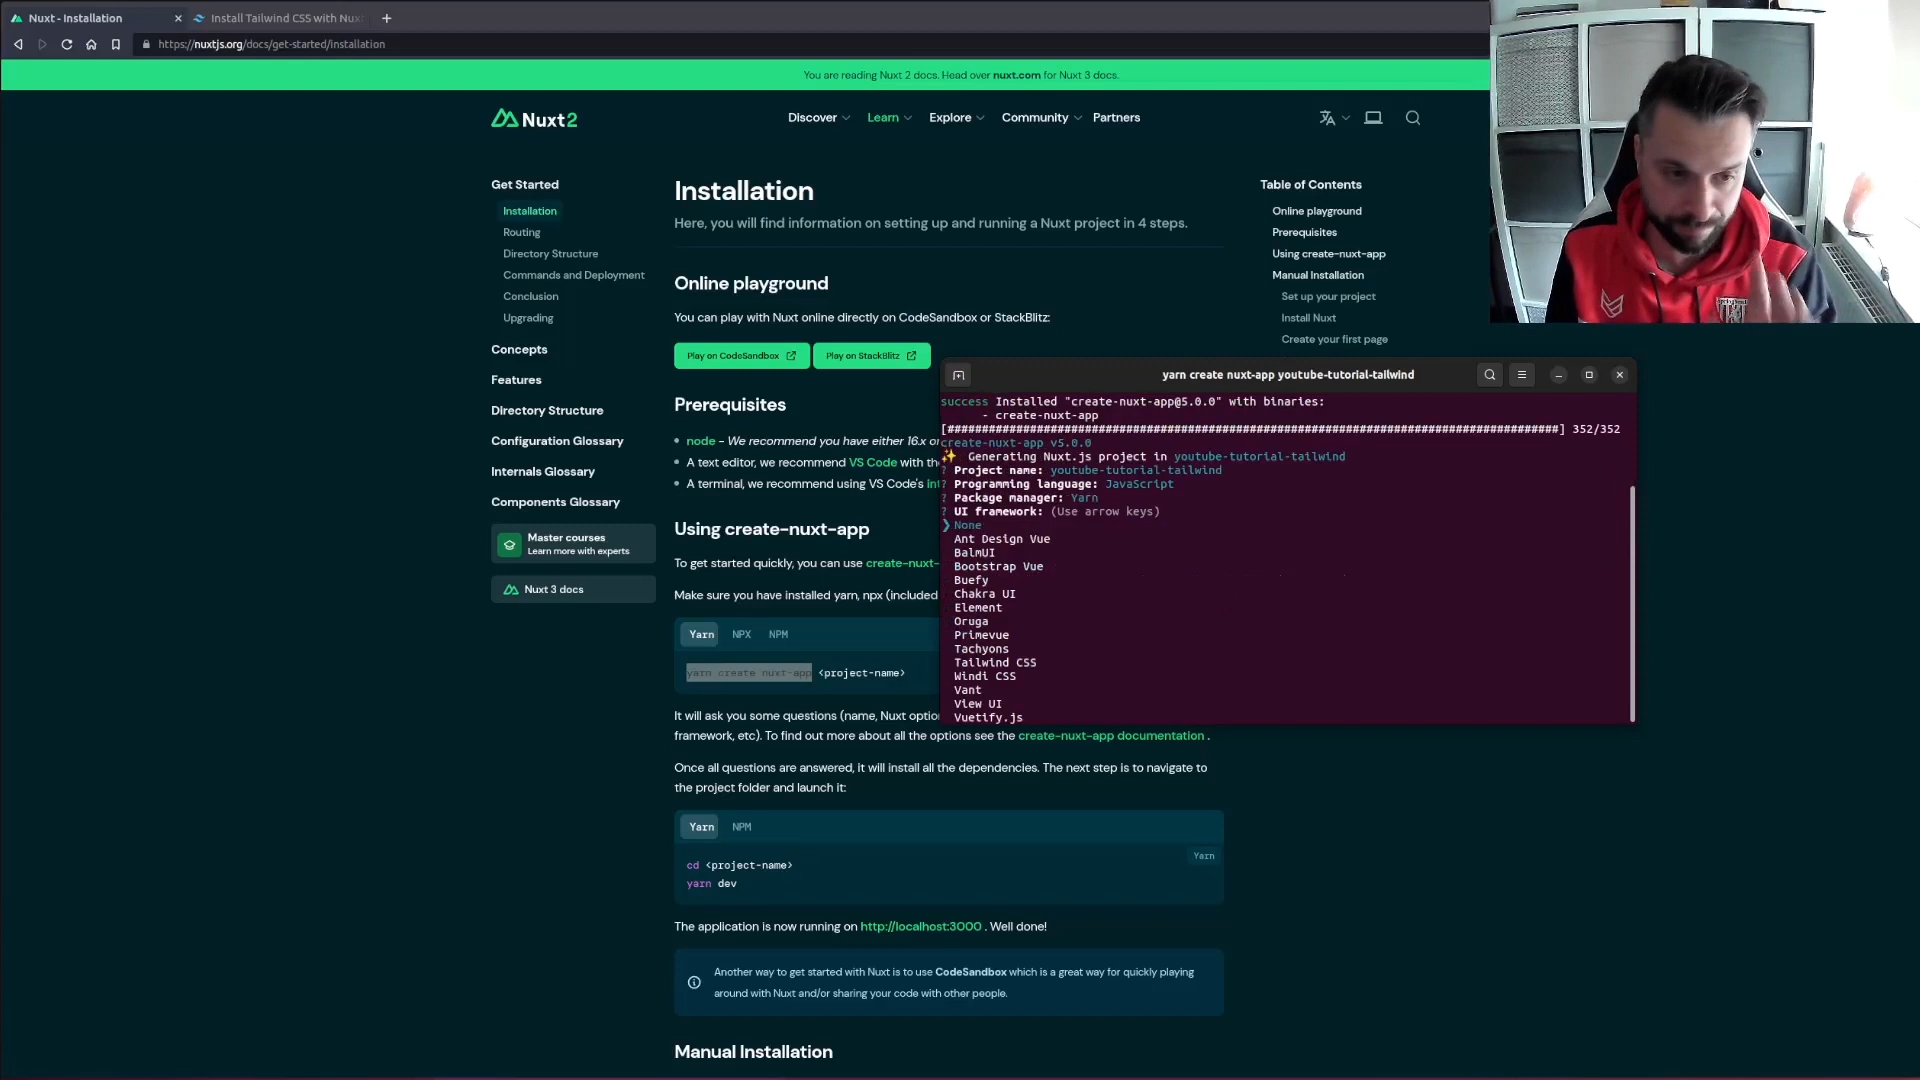 Nuxt - Installation
Install Tailwind CSS with Nux
https://nuxtjs.org/docs/get-started/installation
You are reading Nuxt 2 docs. Head over nuxt.com for Nuxt 3 docs.
Nuxt2
Discover
Learn
Explore
Community
Partners
Get Started
Installation
Routing
Directory Structure
Commands and Deployment
Conclusion
Upgrading
Concepts
Features
Directory Structure
Configuration Glossary
Internals Glossary
Components Glossary
Master courses
Learn more with experts
Nuxt 3 docs
Installation
Here, you will find information on setting up and running a Nuxt project in 4 steps.
Online playground
You can play with Nuxt online directly on CodeSandbox or StackBlitz:
Play on CodeSandbox
Play on StackBlitz
Prerequisites
node - We recommend you have either 16.x or
A text editor, we recommend VS Code with the
A terminal, we recommend using VS Code's int
Using create-nuxt-app
To get started quickly, you can use create-nuxt-
Make sure you have installed yarn, npx (included
Yarn NPX NPM
yarn create nuxt-app <project-name>
It will ask you some questions (name, Nuxt option
framework, etc). To find out more about all the options see the create-nuxt-app documentation .
Once all questions are answered, it will install all the dependencies. The next step is to navigate to
the project folder and launch it:
Yarn NPM
Yarn
cd <project-name>
yarn dev
The application is now running on http://localhost:3000 . Well done!
Another way to get started with Nuxt is to use CodeSandbox which is a great way for quickly playing
around with Nuxt and/or sharing your code with other people.
Manual Installation
Table of Contents
Online playground
Prerequisites
Using create-nuxt-app
Manual Installation
Set up your project
Install Nuxt
Create your first page
yarn create nuxt-app youtube-tutorial-tailwind
success Installed "create-nuxt-app@5.0.0" with binaries:
- create-nuxt-app
[#########################################################################################] 352/352
create-nuxt-app v5.0.0
✨ Generating Nuxt.js project in youtube-tutorial-tailwind
? Project name: youtube-tutorial-tailwind
? Programming language: JavaScript
? Package manager: Yarn
? UI framework: (Use arrow keys)
❯ None
Ant Design Vue
BalmUI
Bootstrap Vue
Buefy
Chakra UI
Element
Oruga
Primevue
Tachyons
Tailwind CSS
Windi CSS
Vant
View UI
Vuetify.js